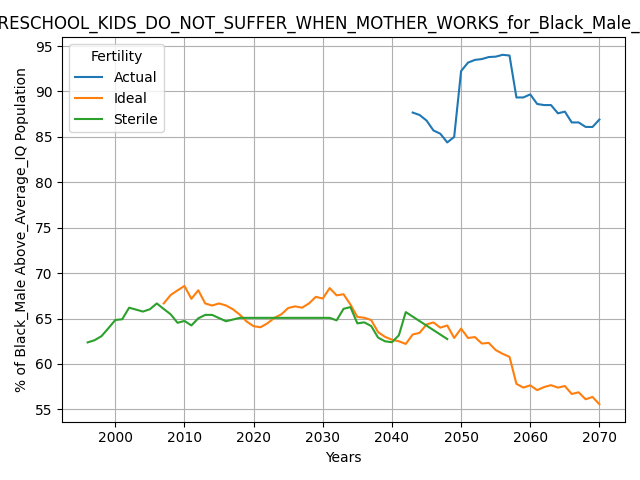 RESCHOOL_KIDS_DO_NOT_SUFFER_WHEN_MOTHER_WORKS_for_Black_Male_
% of Black_Male Above_Average_IQ Population
95
90
85
80
75
70
65
60
55
Fertility
Actual
Ideal
Sterile
2000 2010 2020 2030 2040 2050 2060 2070
Years